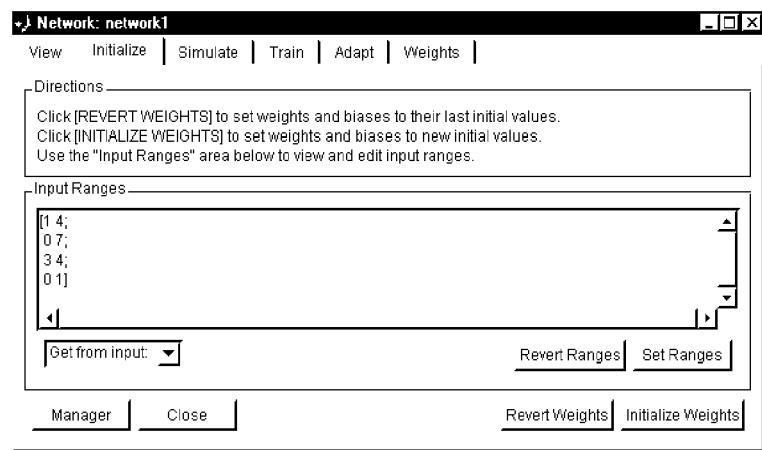 Network: network1
View Initialize Simulate Train Adapt Weights
Directions
Click [REVERT WEIGHTS] to set weights and biases to their last initial values.
Click [INITIALIZE WEIGHTS] to set weights and biases to new initial values.
Use the "Input Ranges" area below to view and edit input ranges.
Input Ranges
[1 4;
0 7;
3 4;
0 1]
Get from input: Revert Ranges Set Ranges
Manager Close Revert Weights Initialize Weights